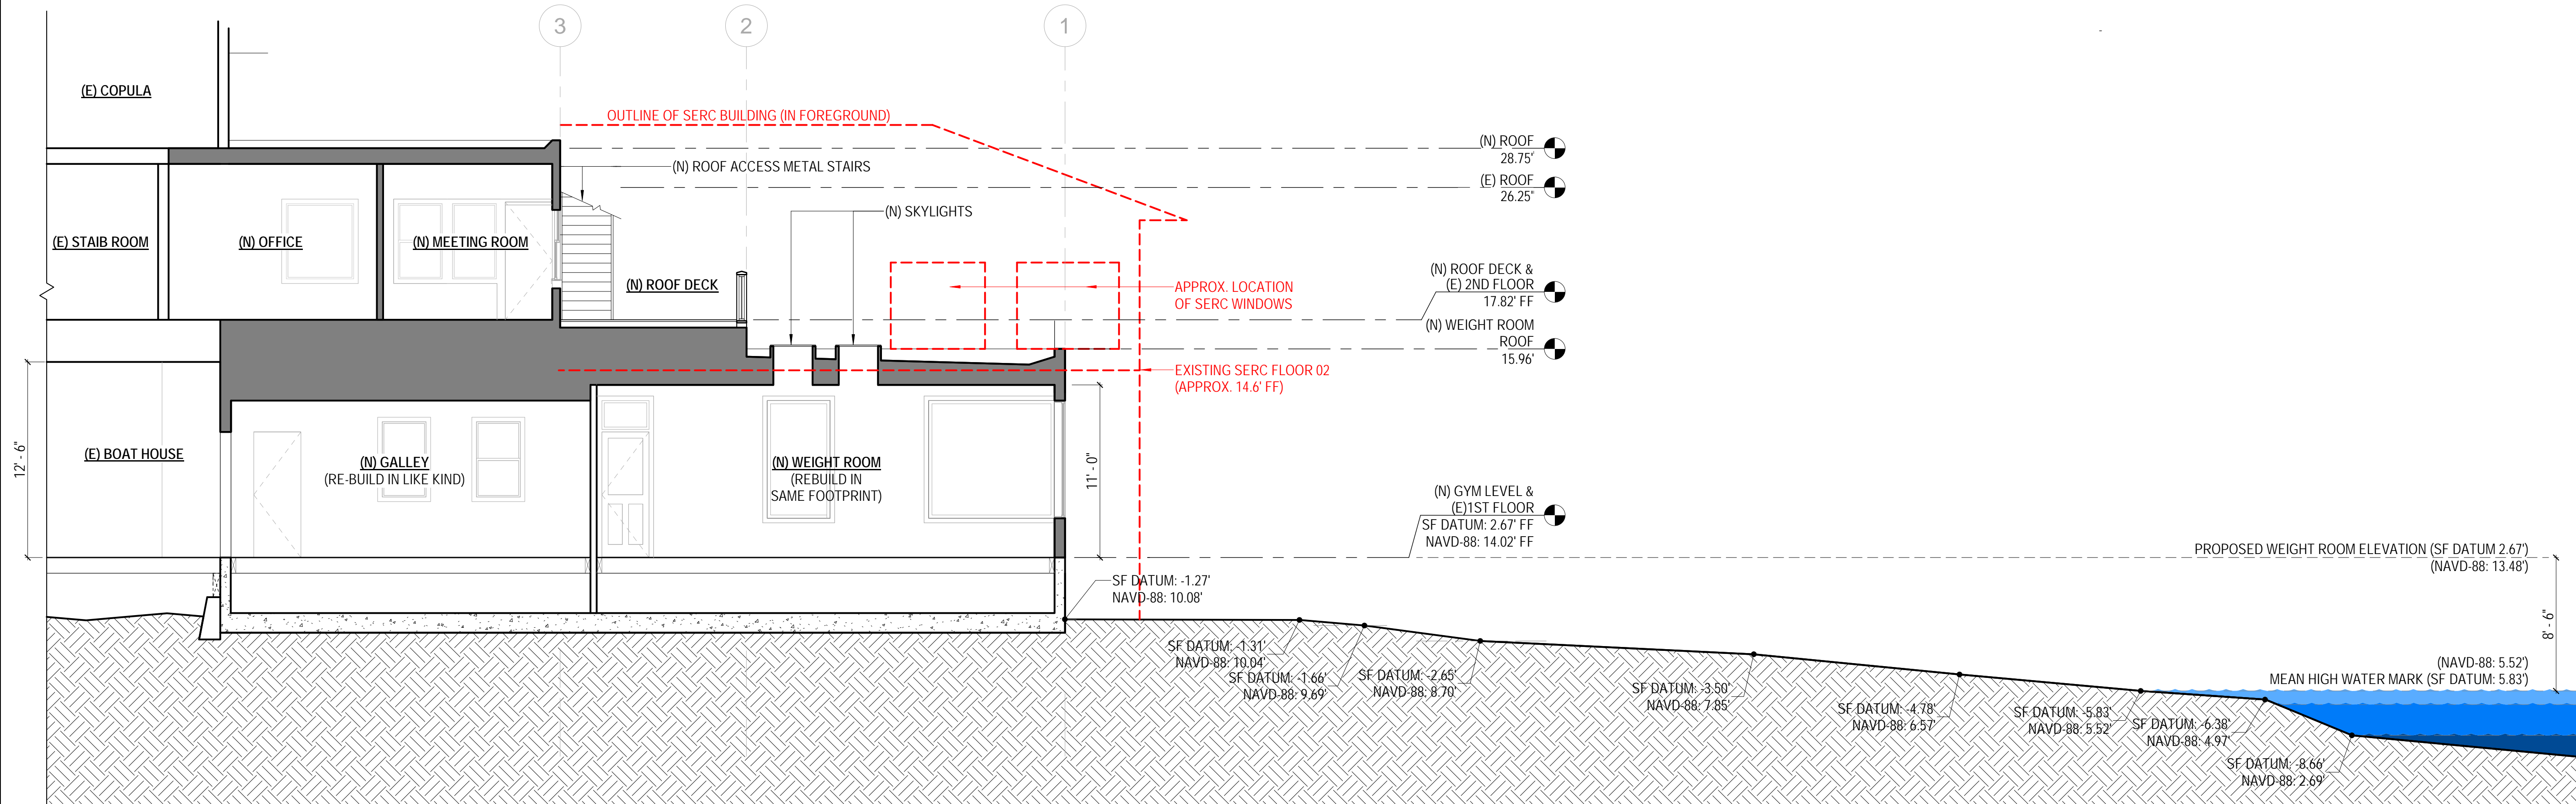 3
2
1
(E) COPULA
OUTLINE OF SERC BUILDING (IN FOREGROUND)
(N) ROOF
28.75'
(N) ROOF ACCESS METAL STAIRS
(E) ROOF
26.25"
(N) SKYLIGHTS
(E) STAIB ROOM
(N) OFFICE
(N) MEETING ROOM
(N) ROOF DECK
APPROX. LOCATION
OF SERC WINDOWS
(N) ROOF DECK &
(E) 2ND FLOOR
17.82' FF
(N) WEIGHT ROOM
ROOF
15.96'
EXISTING SERC FLOOR 02
(APPROX. 14.6' FF)
12' - 6"
(E) BOAT HOUSE
(N) GALLEY
(RE-BUILD IN LIKE KIND)
(N) WEIGHT ROOM
(REBUILD IN
SAME FOOTPRINT)
11' - 0"
(N) GYM LEVEL &
(E)1ST FLOOR
SF DATUM: 2.67' FF
NAVD-88: 14.02' FF
PROPOSED WEIGHT ROOM ELEVATION (SF DATUM 2.67')
(NAVD-88: 13.48')
SF DATUM: -1.27'
NAVD-88: 10.08'
8' - 6"
SF DATUM: -1.31'
NAVD-88: 10.04'
SF DATUM: -1.66'
NAVD-88: 9.69'
SF DATUM: -2.65'
NAVD-88: 8.70'
SF DATUM: -3.50'
NAVD-88: 7.85'
SF DATUM: -4.78'
NAVD-88: 6.57'
(NAVD-88: 5.52')
MEAN HIGH WATER MARK (SF DATUM: 5.83')
SF DATUM: -5.83'
NAVD-88: 5.52'
SF DATUM: -6.38'
NAVD-88: 4.97'
SF DATUM: -8.66'
NAVD-88: 2.69'